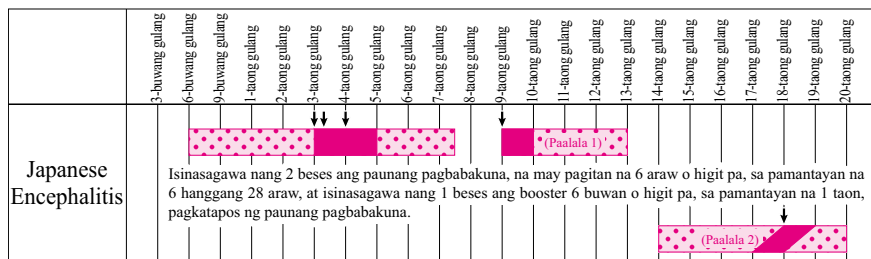 3-buwang gulang
6-buwang gulang
9-buwang gulang
1-taong gulang
2-taong gulang
3-taong gulang
4-taong gulang
5-taong gulang
6-taong gulang
7-taong gulang
8-taong gulang
9-taong gulang
10-taong gulang
11-taong gulang
12-taong gulang
13-taong gulang
14-taong gulang
15-taong gulang
16-taong gulang
17-taong gulang
18-taong gulang
19-taong gulang
20-taong gulang
Japanese
Encephalitis
(Paalala 1)
Isinasagawa nang 2 beses ang paunang pagbabakuna, na may pagitan na 6 araw o higit pa, sa pamantayan na
6 hanggang 28 araw, at isinasagawa nang 1 beses ang booster 6 buwan o higit pa, sa pamantayan na 1 taon,
pagkatapos ng paunang pagbabakuna.
(Paalala 2)